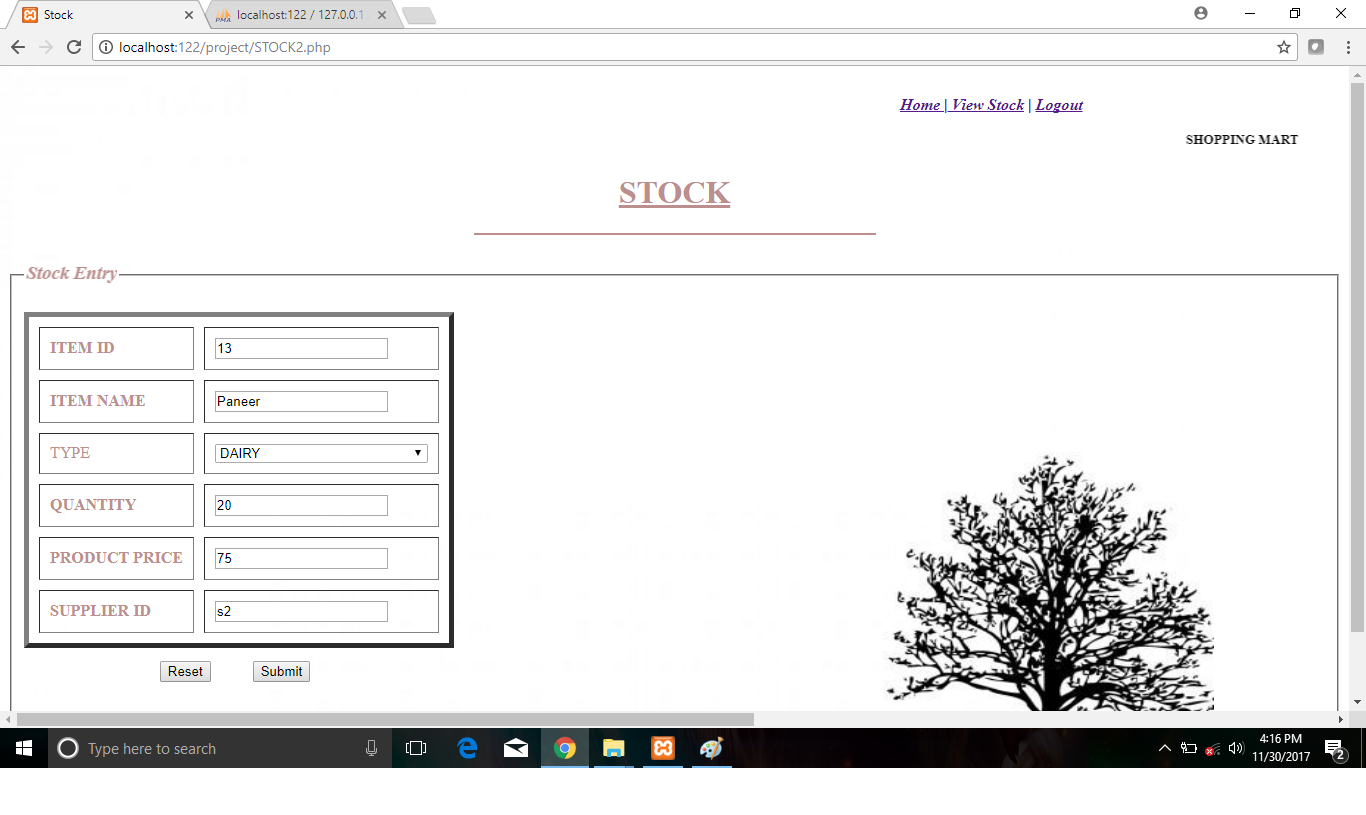 Stock
PMA localhost:122 / 127.0.0.1
localhost:122/project/STOCK2.php
Home | View Stock | Logout
SHOPPING MART
STOCK
Stock Entry
ITEM ID 13
ITEM NAME Paneer
TYPE DAIRY
QUANTITY 20
PRODUCT PRICE 75
SUPPLIER ID s2
Reset Submit
Type here to search
4:16 PM
11/30/2017
2